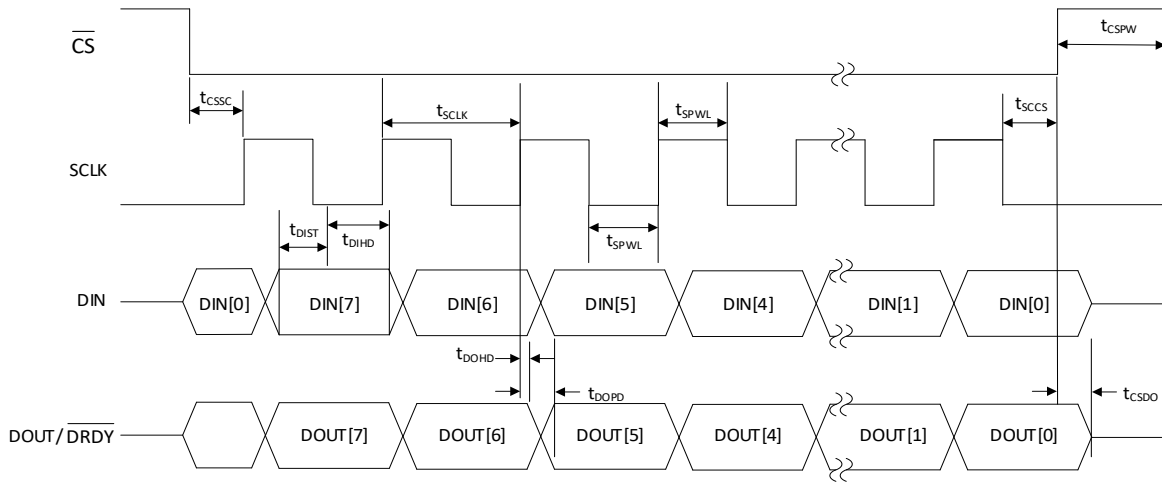 CS
tCSPW
tCSSC
tSCLK
tSPWL
tSCCS
SCLK
tDIST
tDIHD
tSPWL
DIN
DIN[0]
DIN[7]
DIN[6]
DIN[5]
DIN[4]
DIN[1]
DIN[0]
tDOHD
tDOPD
tCSDO
DOUT/DRDY
DOUT[7]
DOUT[6]
DOUT[5]
DOUT[4]
DOUT[1]
DOUT[0]